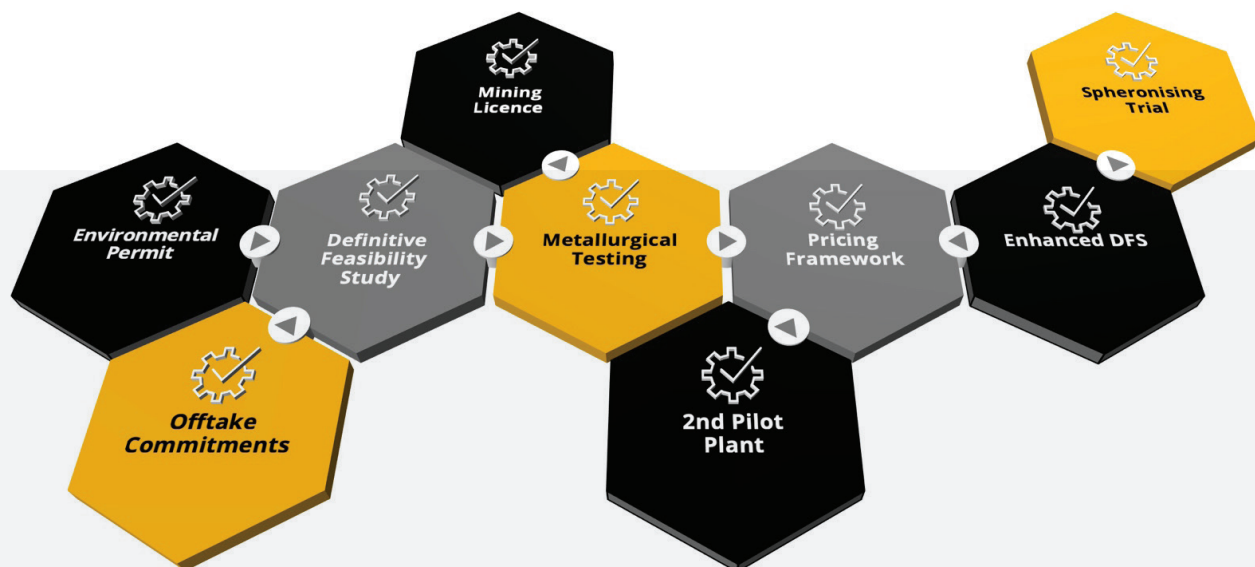 Mining
Licence
Spheronising
Trial
Environmental
Permit
Definitive
Feasibility
Study
Metallurgical
Testing
Pricing
Framework
Enhanced DFS
Offtake
Commitments
2nd Pilot
Plant